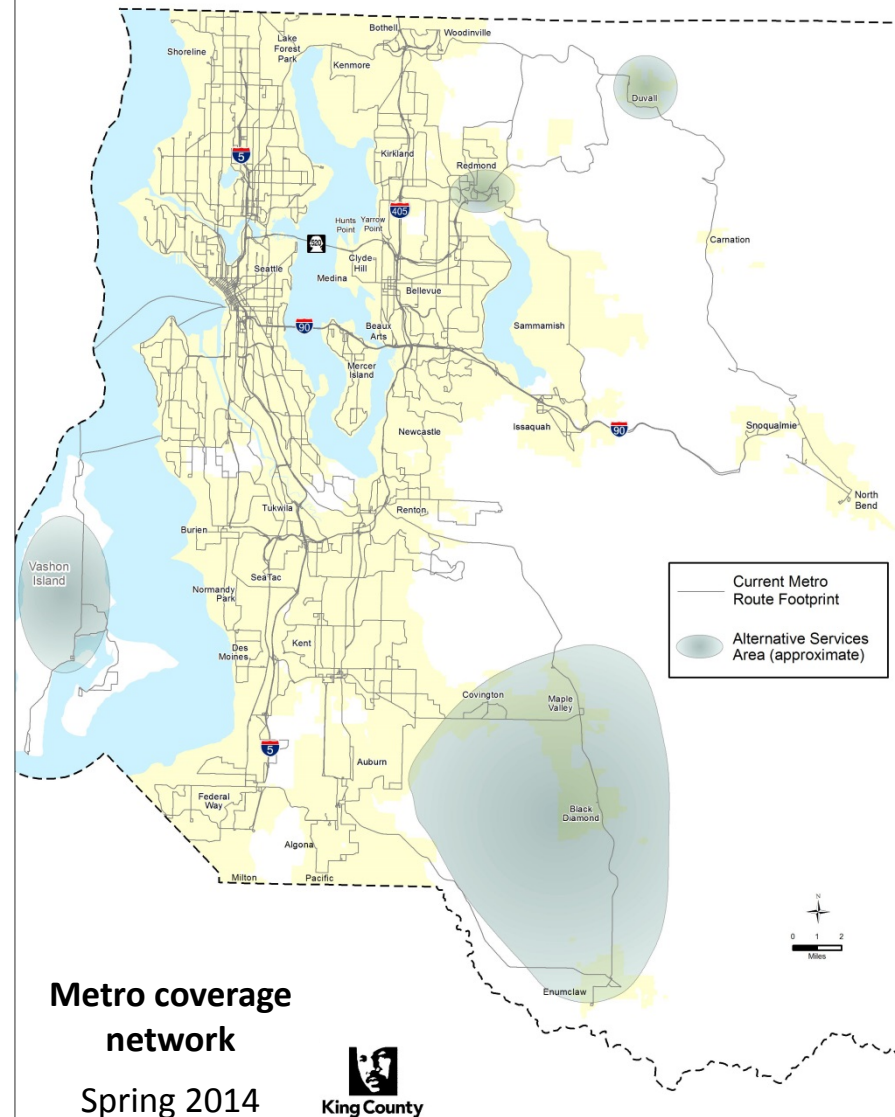 Bothell
Woodinville
Lake
Forest
Park
Shoreline
Kenmore
Duvall
5
Kirkland
Redmond
405
Hunts
Point
Yarrow
Point
520
Clyde
Hill
Carnation
Seattle
Medina
Bellevue
90
Beaux
Arts
Sammamish
Mercer
Island
Newcastle
Issaquah
90
Snoqualmie
North
Bend
Tukwila
Renton
Burien
Vashon
Island
SeaTac
Normandy
Park
Current Metro
Route Footprint
Alternative Services
Area (approximate)
Des
Moines
Kent
Covington
Maple
Valley
5
Auburn
Federal
Way
Black
Diamond
Algona
Milton
Pacific
N
0 1 2
Miles
Enumclaw
Metro coverage
network
Spring 2014
King County